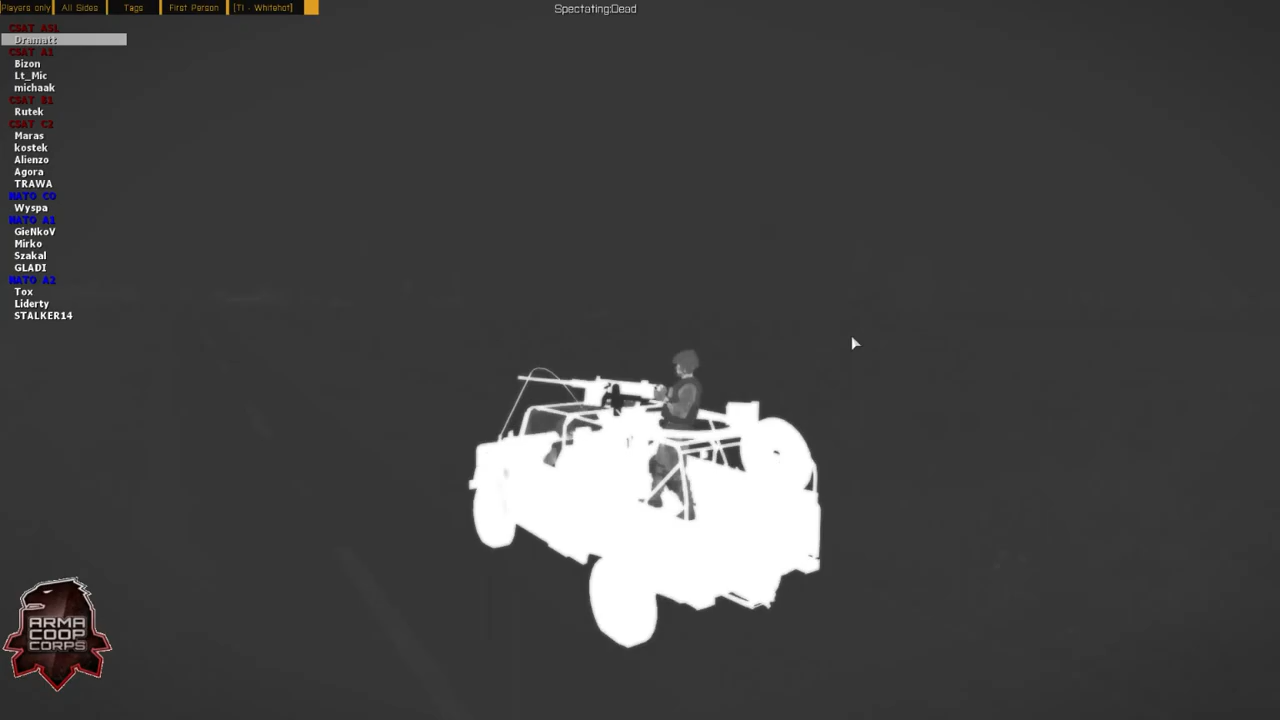 Players only All Sides Tags First Person [TI - Whitehot]
Spectating:Dead
CSAT ASL
Dramatt
CSAT A1
Bizon
Lt_Mic
michaak
CSAT B1
Rutek
CSAT C2
Maras
kostek
Alienzo
Agora
TRAWA
NATO CO
Wyspa
NATO A1
GieNkoV
Mirko
Szakal
GLADI
NATO A2
Tox
Liderty
STALKER14
ARMA
COOP
CORPS